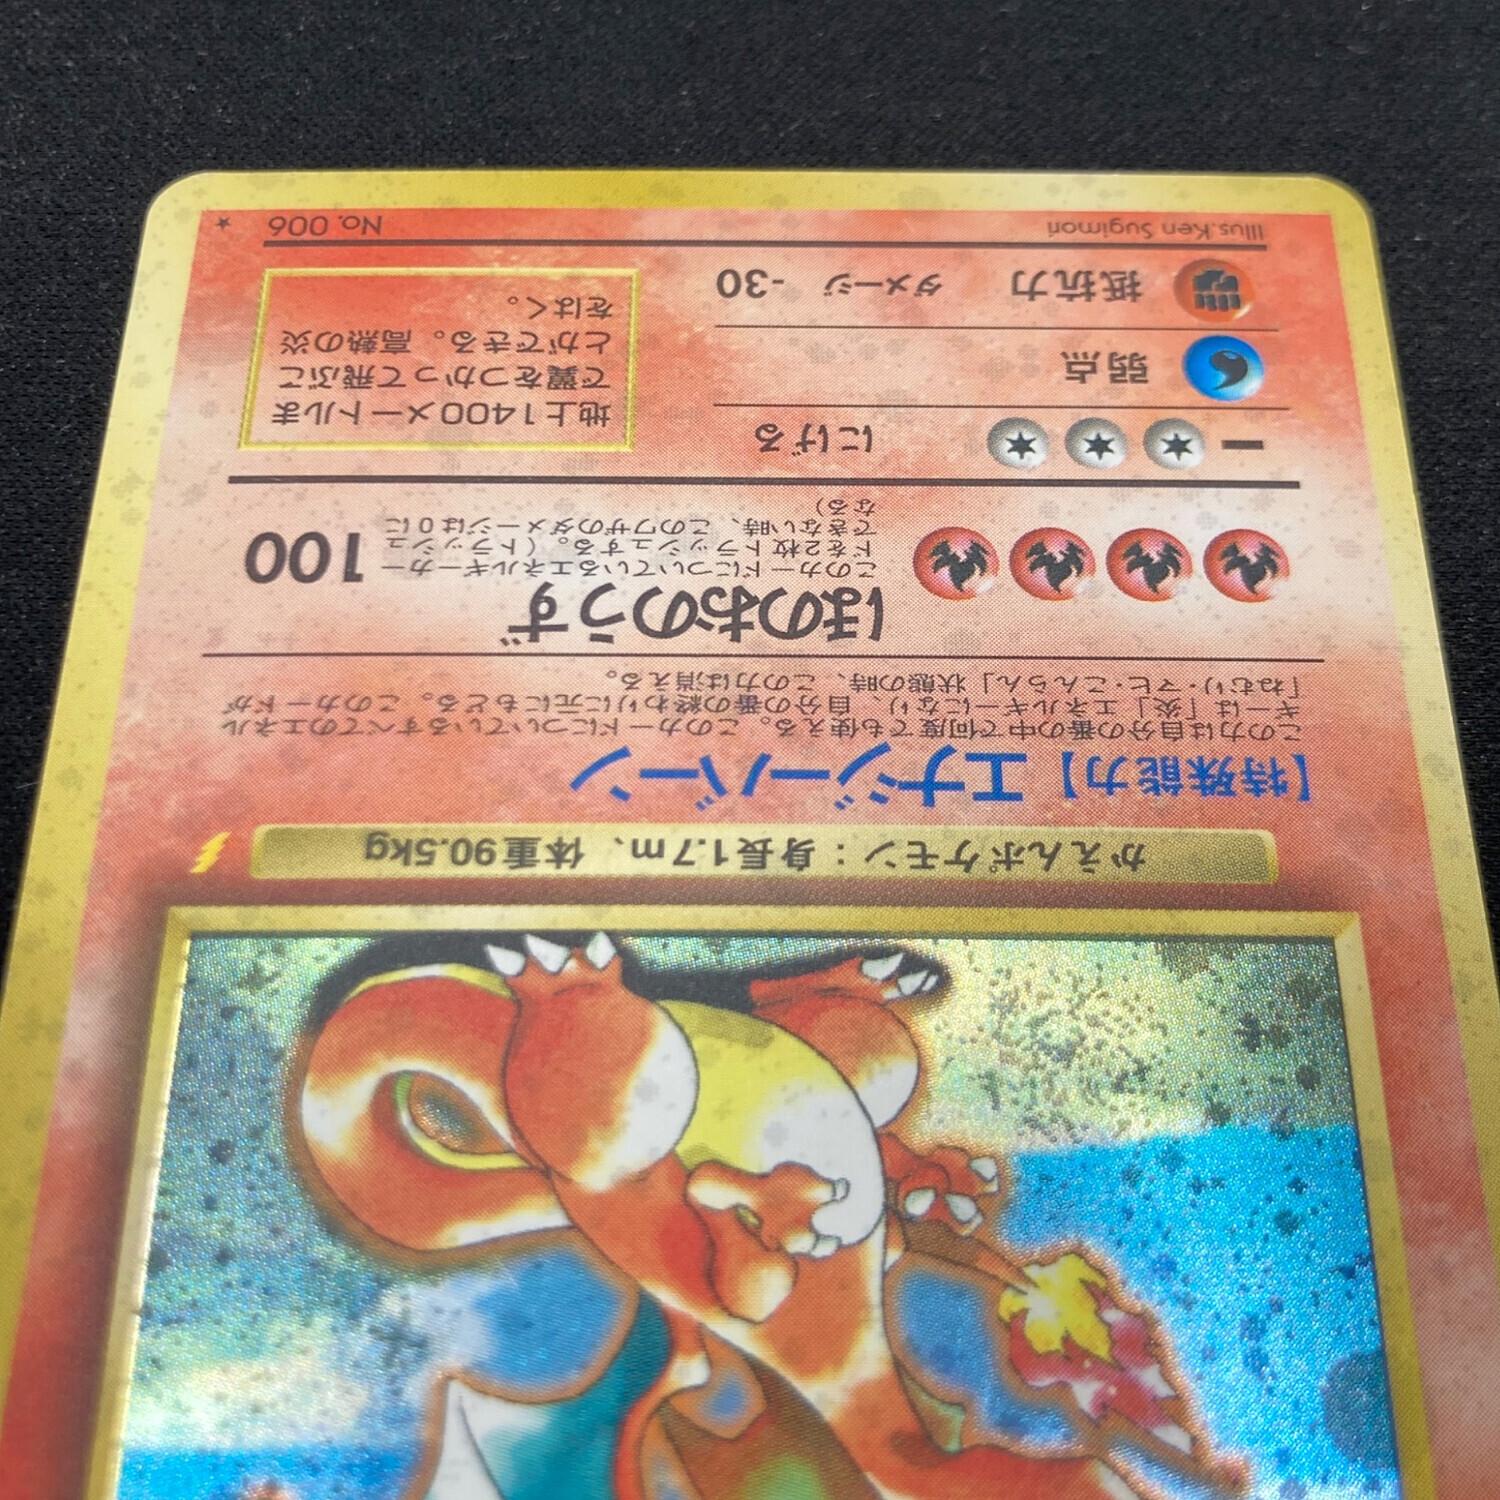 かえんポケモン：身長1.7m、体重90.5kg
【特殊能力】エナジーバーン
この力は自分の番の中で何度でも使える。このカードについているすべてのエネル
ギーは「炎」エネルギーになり、自分の番の終わりに元にもどる。このカードが
「ねむり・マヒ・こんらん」状態の時、この力は消える。
ほのおのうず
このカードについているエネルギーカー
ドを2枚トラッシュする。（トラッシュ
できない時、このワザのダメージは0に
なる）
100
にげる
弱点
抵抗力 ダメージ -30
地上1400メートルま
で翼をつかって飛ぶこ
とができる。高熱の炎
をはく。
Illus.Ken Sugimori
No. 006